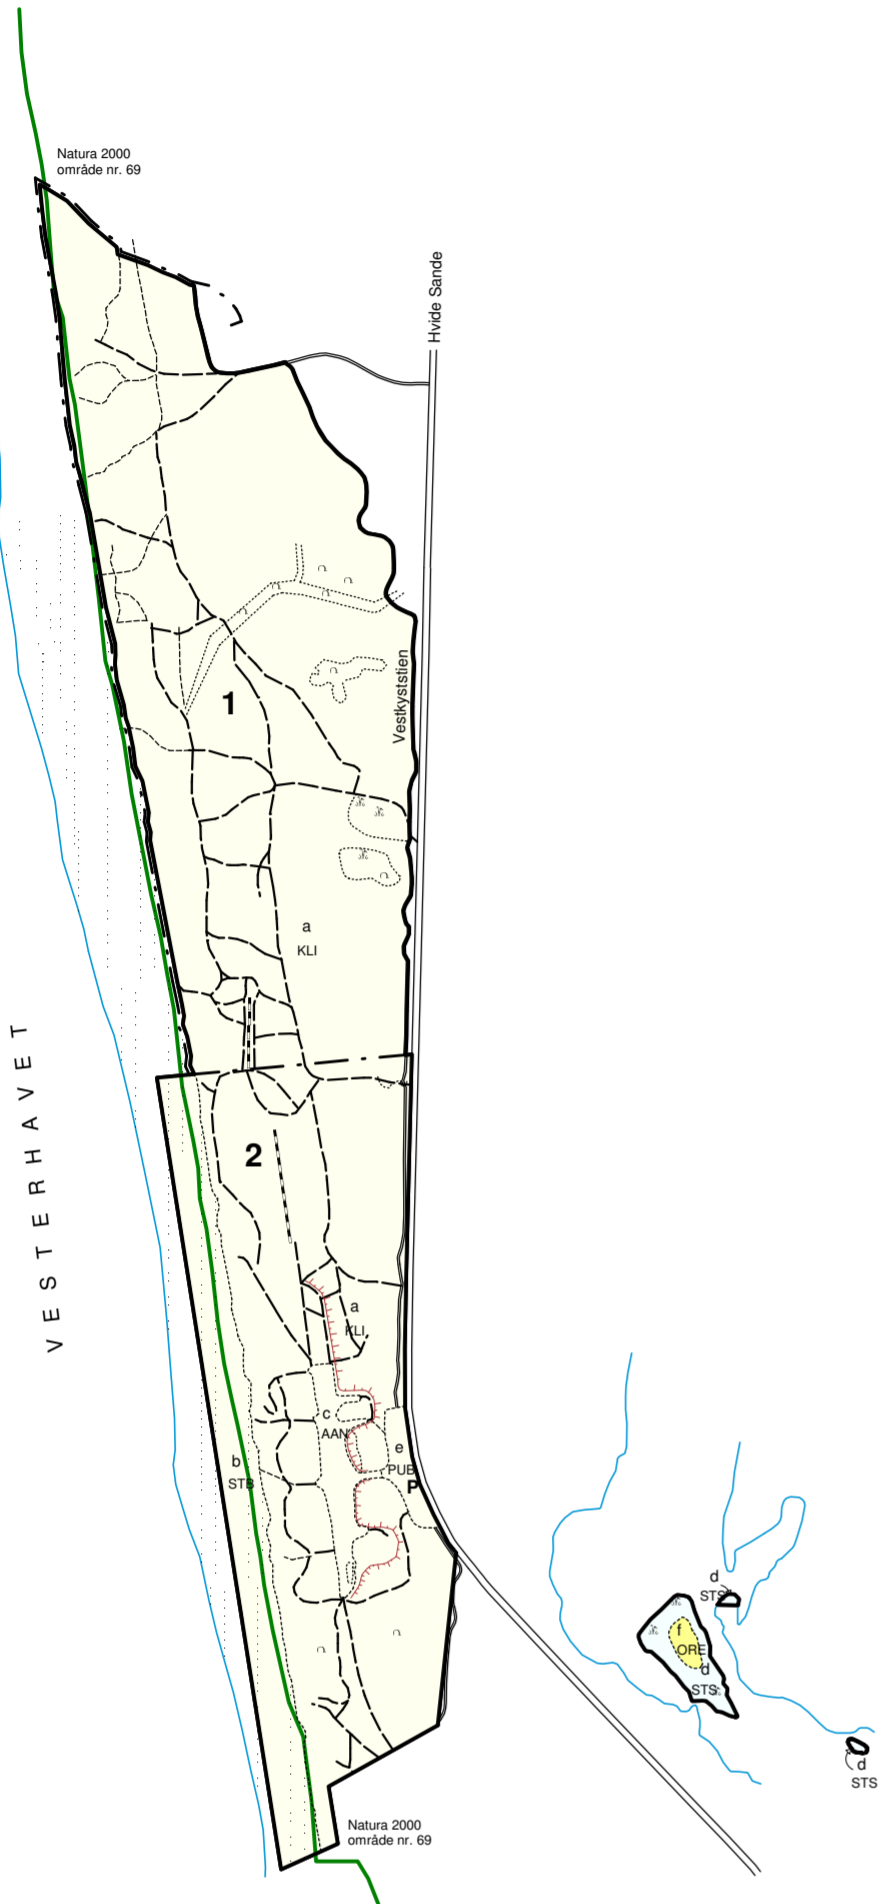 Natura 2000
område nr. 69
Hvide Sande
Vestkyststien
1
a
KLI
VESTERHAVET
2
a
KLI
c
AAN
e
PUB
P
b
STB
d
STS
f
ORE
d
STS
d
STS
Natura 2000
område nr. 69